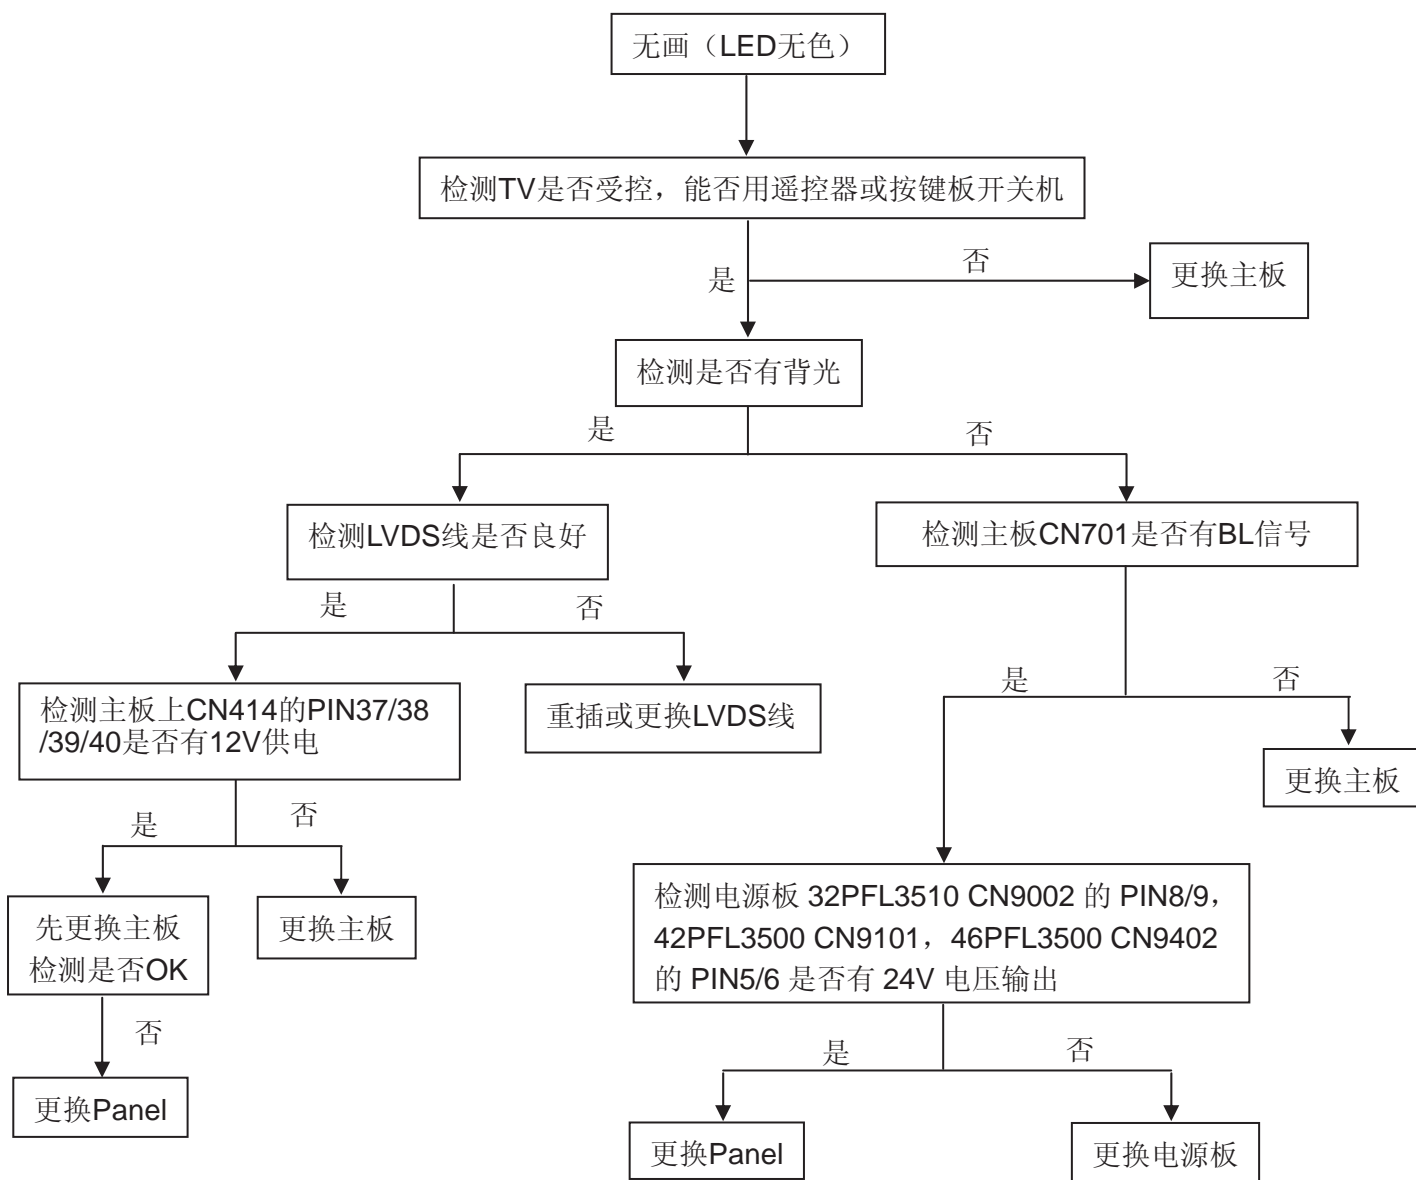 无画（LED无色）
检测TV是否受控，能否用遥控器或按键板开关机
是
否
更换主板
检测是否有背光
是
否
检测LVDS线是否良好
检测主板CN701是否有BL信号
是
否
是
否
检测主板上CN414的PIN37/38
/39/40是否有12V供电
重插或更换LVDS线
更换主板
是
否
先更换主板
检测是否OK
更换主板
检测电源板 32PFL3510 CN9002 的 PIN8/9，
42PFL3500 CN9101，46PFL3500 CN9402
的 PIN5/6 是否有 24V 电压输出
否
是
否
更换Panel
更换Panel
更换电源板